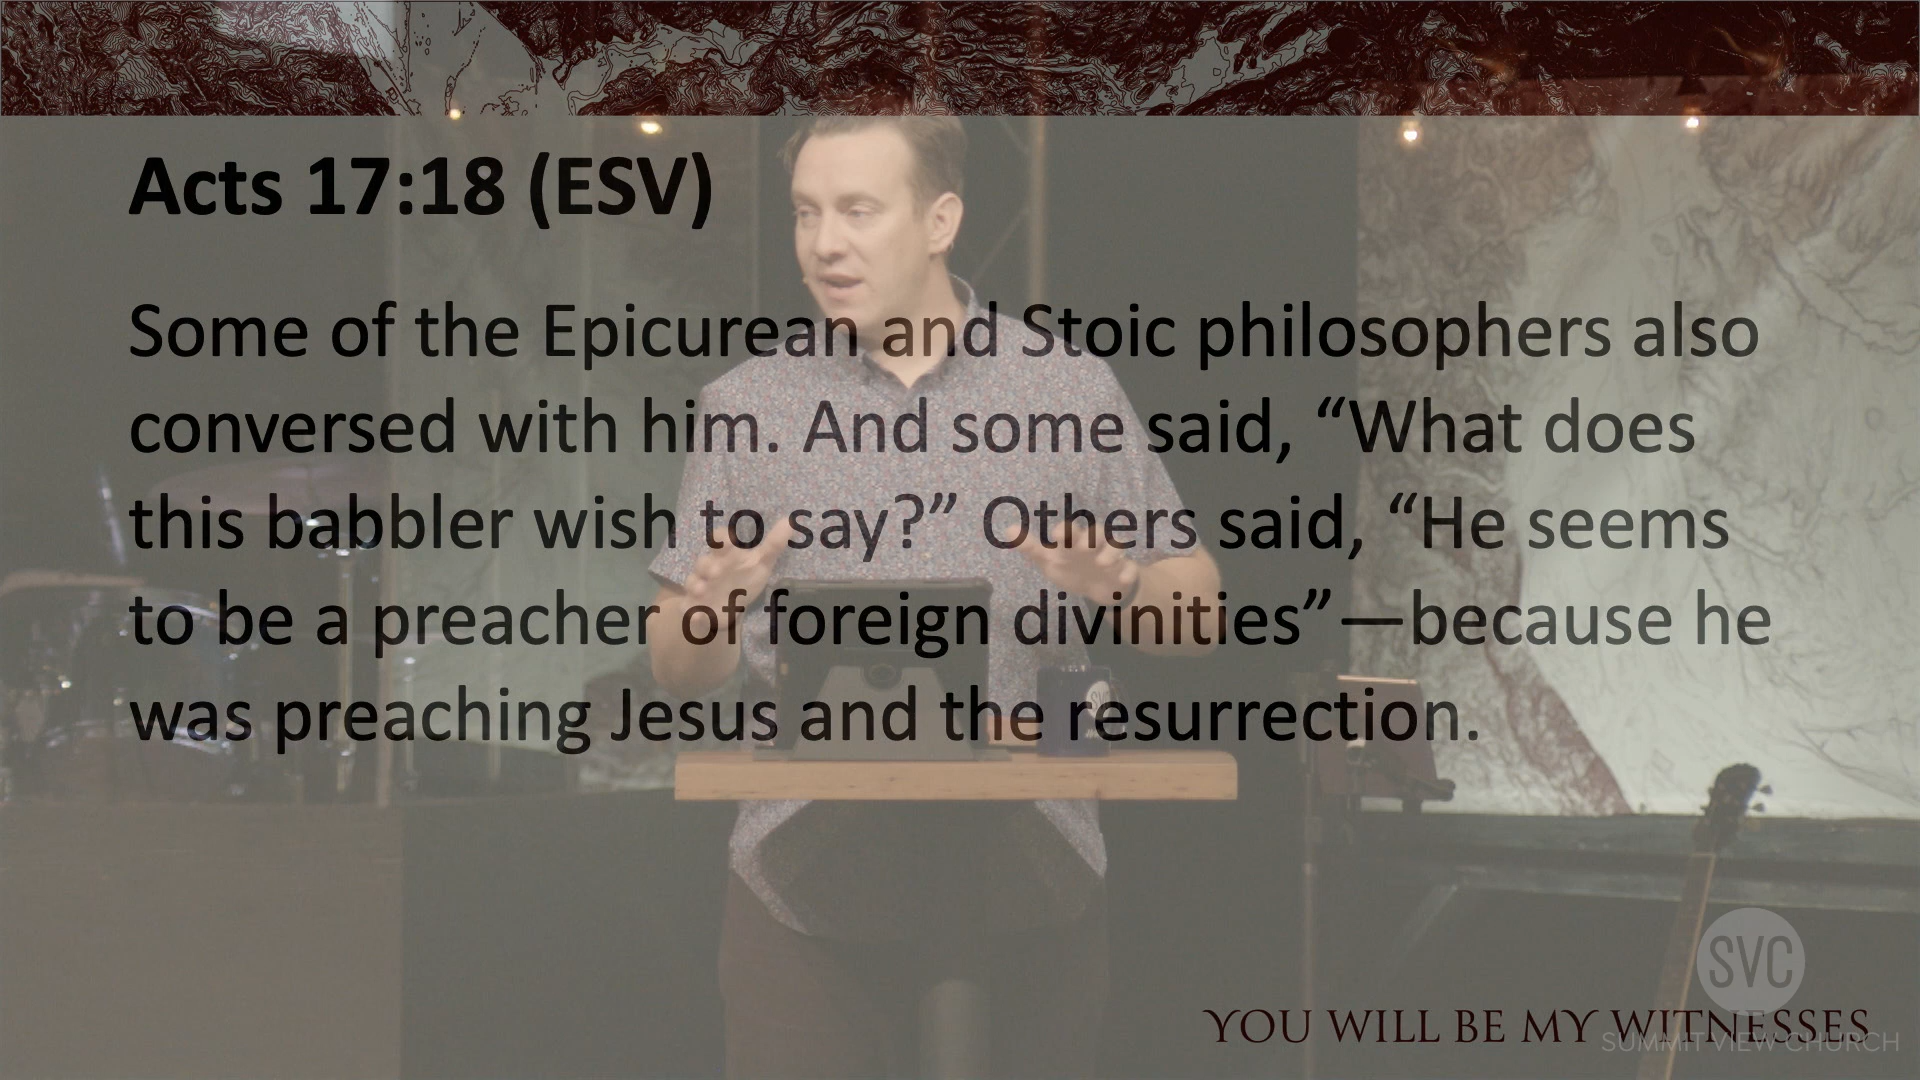 Acts 17:18 (ESV)
Some of the Epicurean and Stoic philosophers also
conversed with him. And some said, “What does
this babbler wish to say?” Others said, “He seems
to be a preacher of foreign divinities”—because he
was preaching Jesus and the resurrection.
SVC
SVC
YOU WILL BE MY WITNESSES
SUMMIT VIEW CHURCH